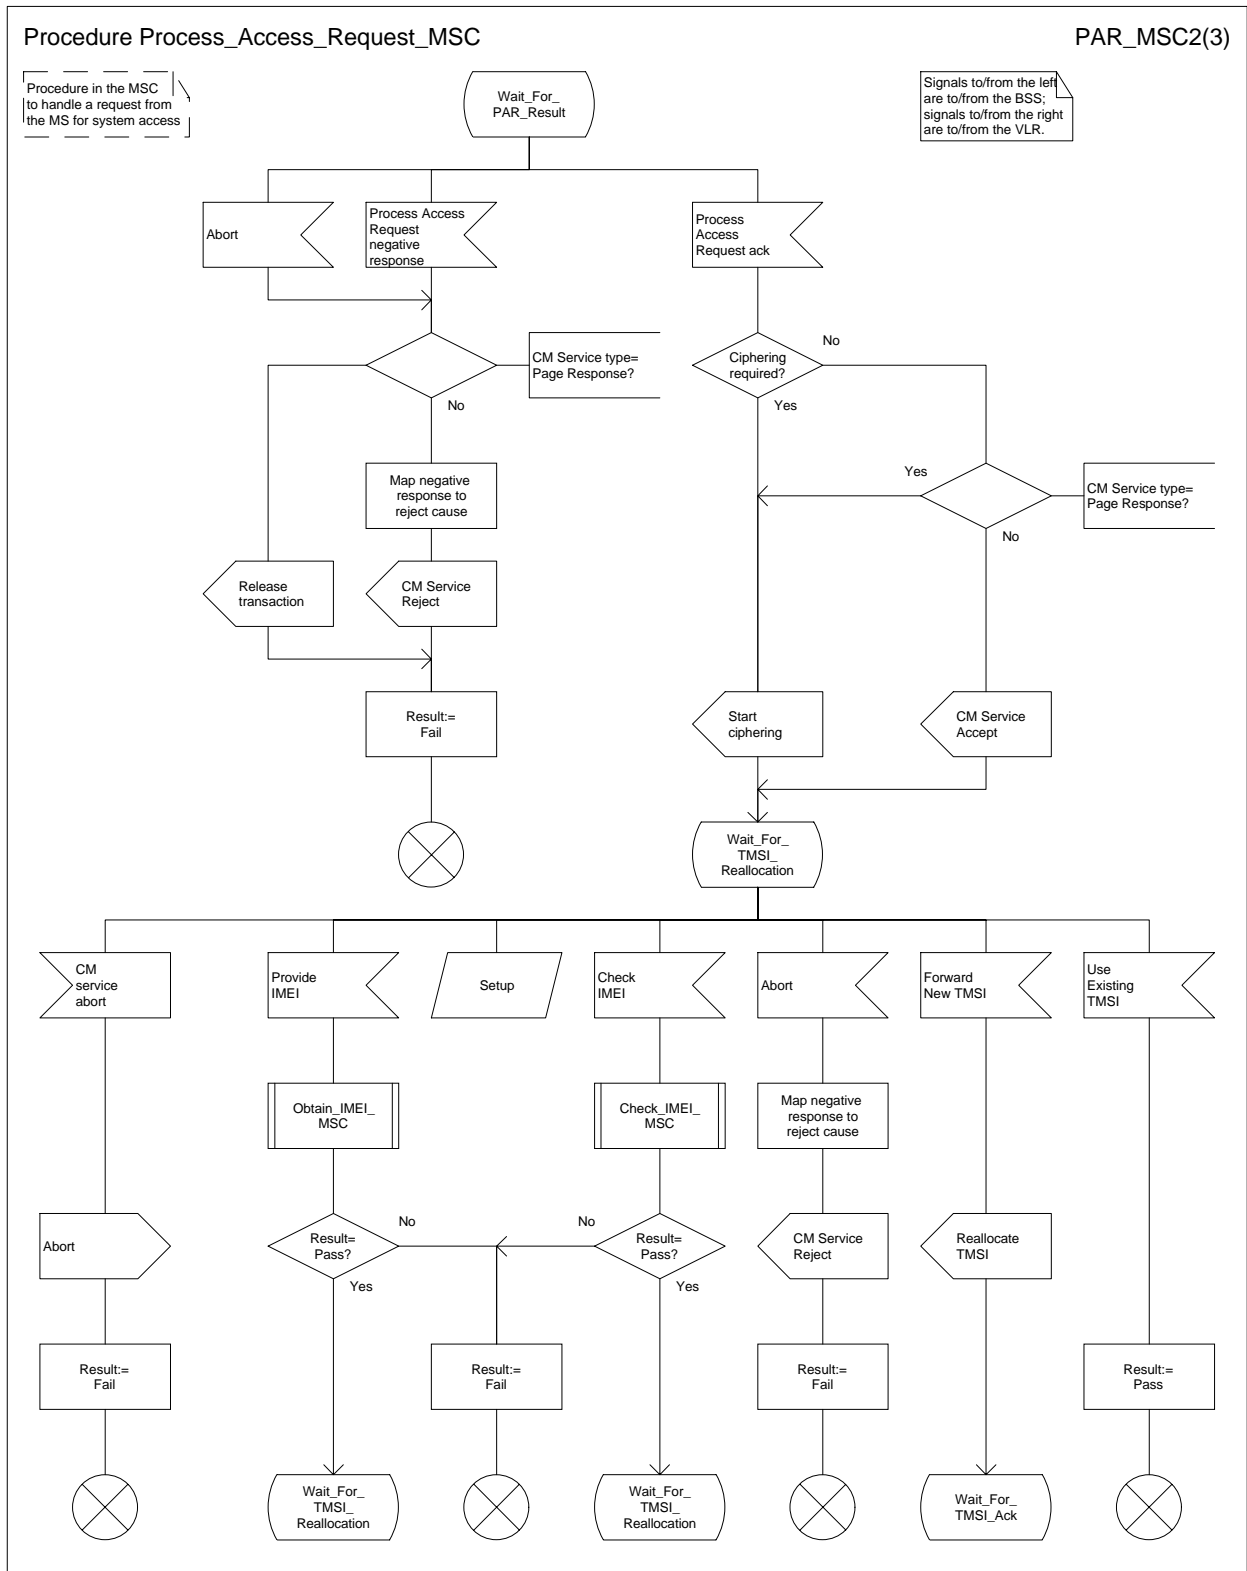 Procedure Process_Access_Request_MSC
PAR_MSC2(3)
Procedure in the MSC
to handle a request from
the MS for system access
Wait_For_
PAR_Result
Signals to/from the left
are to/from the BSS;
signals to/from the right
are to/from the VLR.
Abort
Process Access
Request
negative
response
Process
Access
Request ack
CM Service type=
Page Response?
No
Ciphering
required?
No
Yes
Map negative
response to
reject cause
Yes
CM Service type=
Page Response?
No
Release
transaction
CM Service
Reject
Result:=
Fail
Start
ciphering
CM Service
Accept
Wait_For_
TMSI_
Reallocation
CM
service
abort
Provide
IMEI
Setup
Check
IMEI
Abort
Forward
New TMSI
Use
Existing
TMSI
Obtain_IMEI_
MSC
Check_IMEI_
MSC
Map negative
response to
reject cause
Abort
Result=
Pass?
No
Yes
No
Result=
Pass?
Yes
CM Service
Reject
Reallocate
TMSI
Result:=
Fail
Result:=
Fail
Result:=
Fail
Result:=
Pass
Wait_For_
TMSI_
Reallocation
Wait_For_
TMSI_
Reallocation
Wait_For_
TMSI_Ack